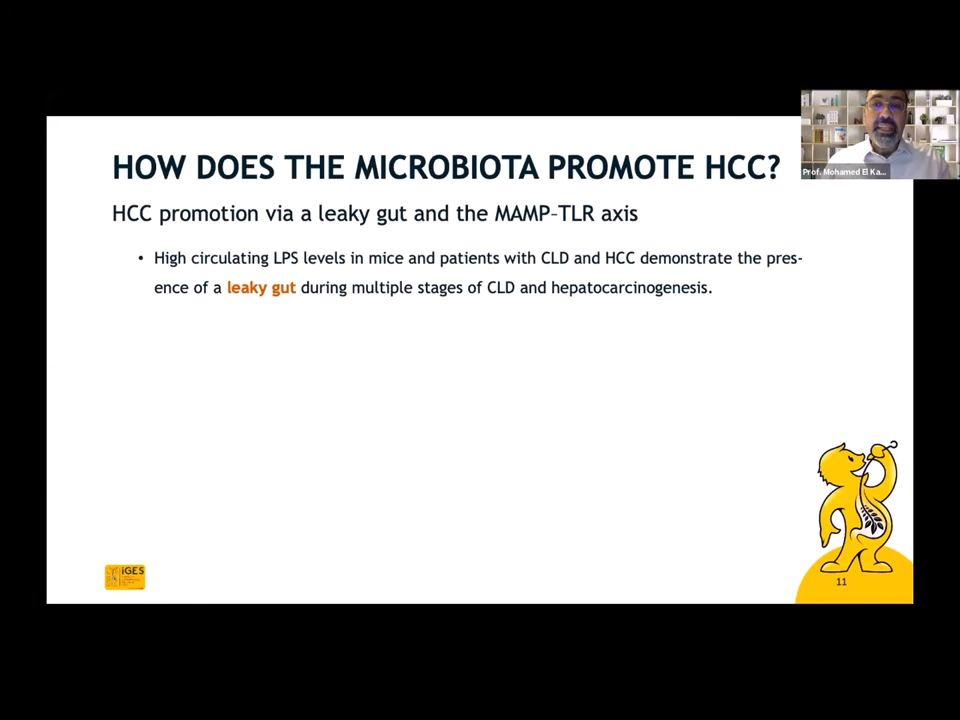 Prof. Mohamed El Ka...
HOW DOES THE MICROBIOTA PROMOTE HCC?
HCC promotion via a leaky gut and the MAMP–TLR axis
• High circulating LPS levels in mice and patients with CLD and HCC demonstrate the pres-
ence of a leaky gut during multiple stages of CLD and hepatocarcinogenesis.
iGES
11